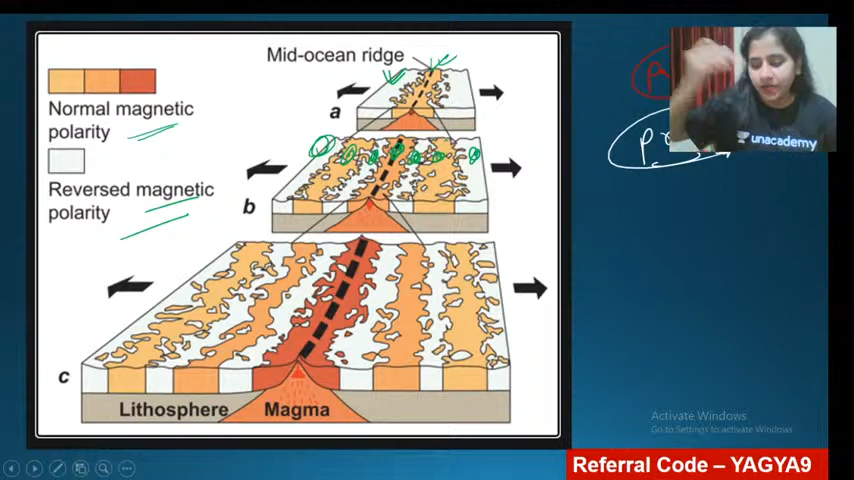 Mid-ocean ridge
a
Normal magnetic
polarity
Reversed magnetic
polarity
b
c
Lithosphere
Magma
unacademy
Activate Windows
Go to Settings to activate Windows
Referral Code – YAGYA9